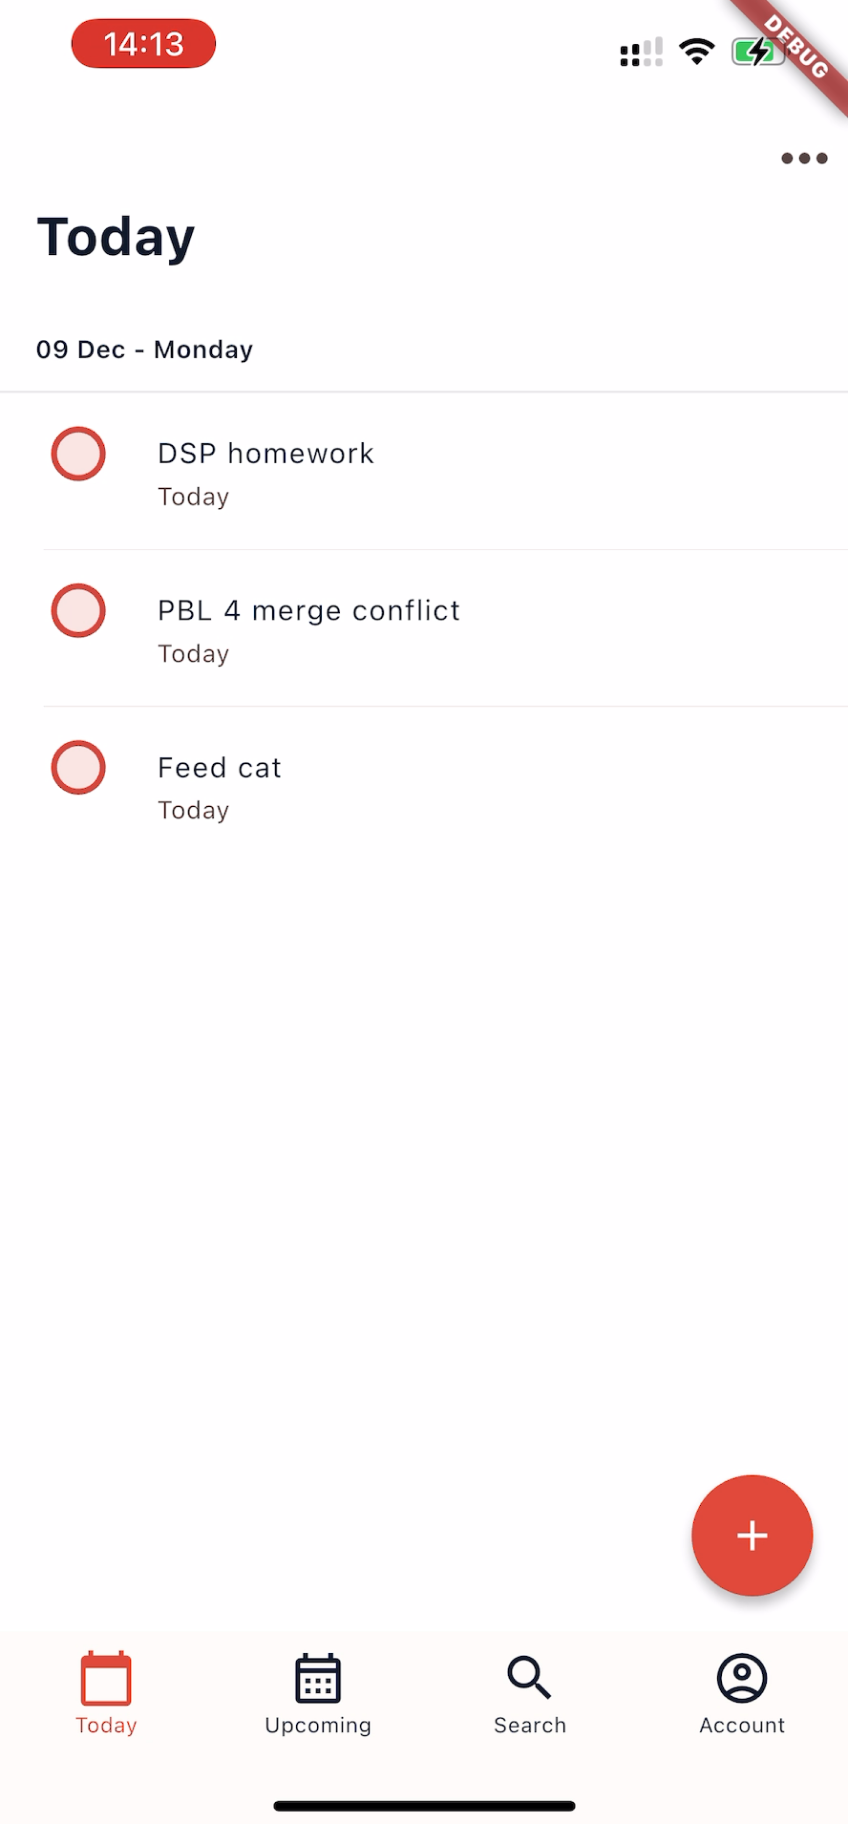 14:13
DEBUG
Today
09 Dec - Monday
DSP homework
Today
PBL 4 merge conflict
Today
Feed cat
Today
Today
Upcoming
Search
Account